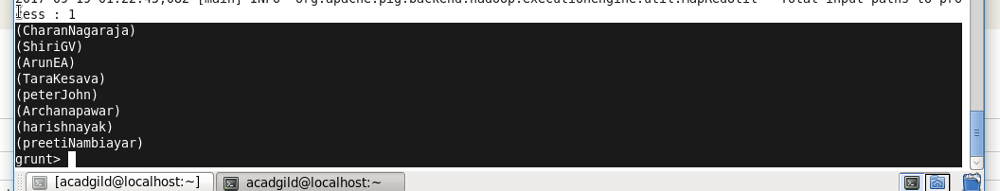 2017-09-19 01:22:45,682 [main] INFO  org.apache.pig.backend.hadoop.executionengine.util.MapRedUtil - Total input paths to pro
cess : 1
(CharanNagaraja)
(ShiriGV)
(ArunEA)
(TaraKesava)
(peterJohn)
(Archanapawar)
(harishnayak)
(preetiNambiayar)
grunt>
[acadgild@localhost:~]
acadgild@localhost:~